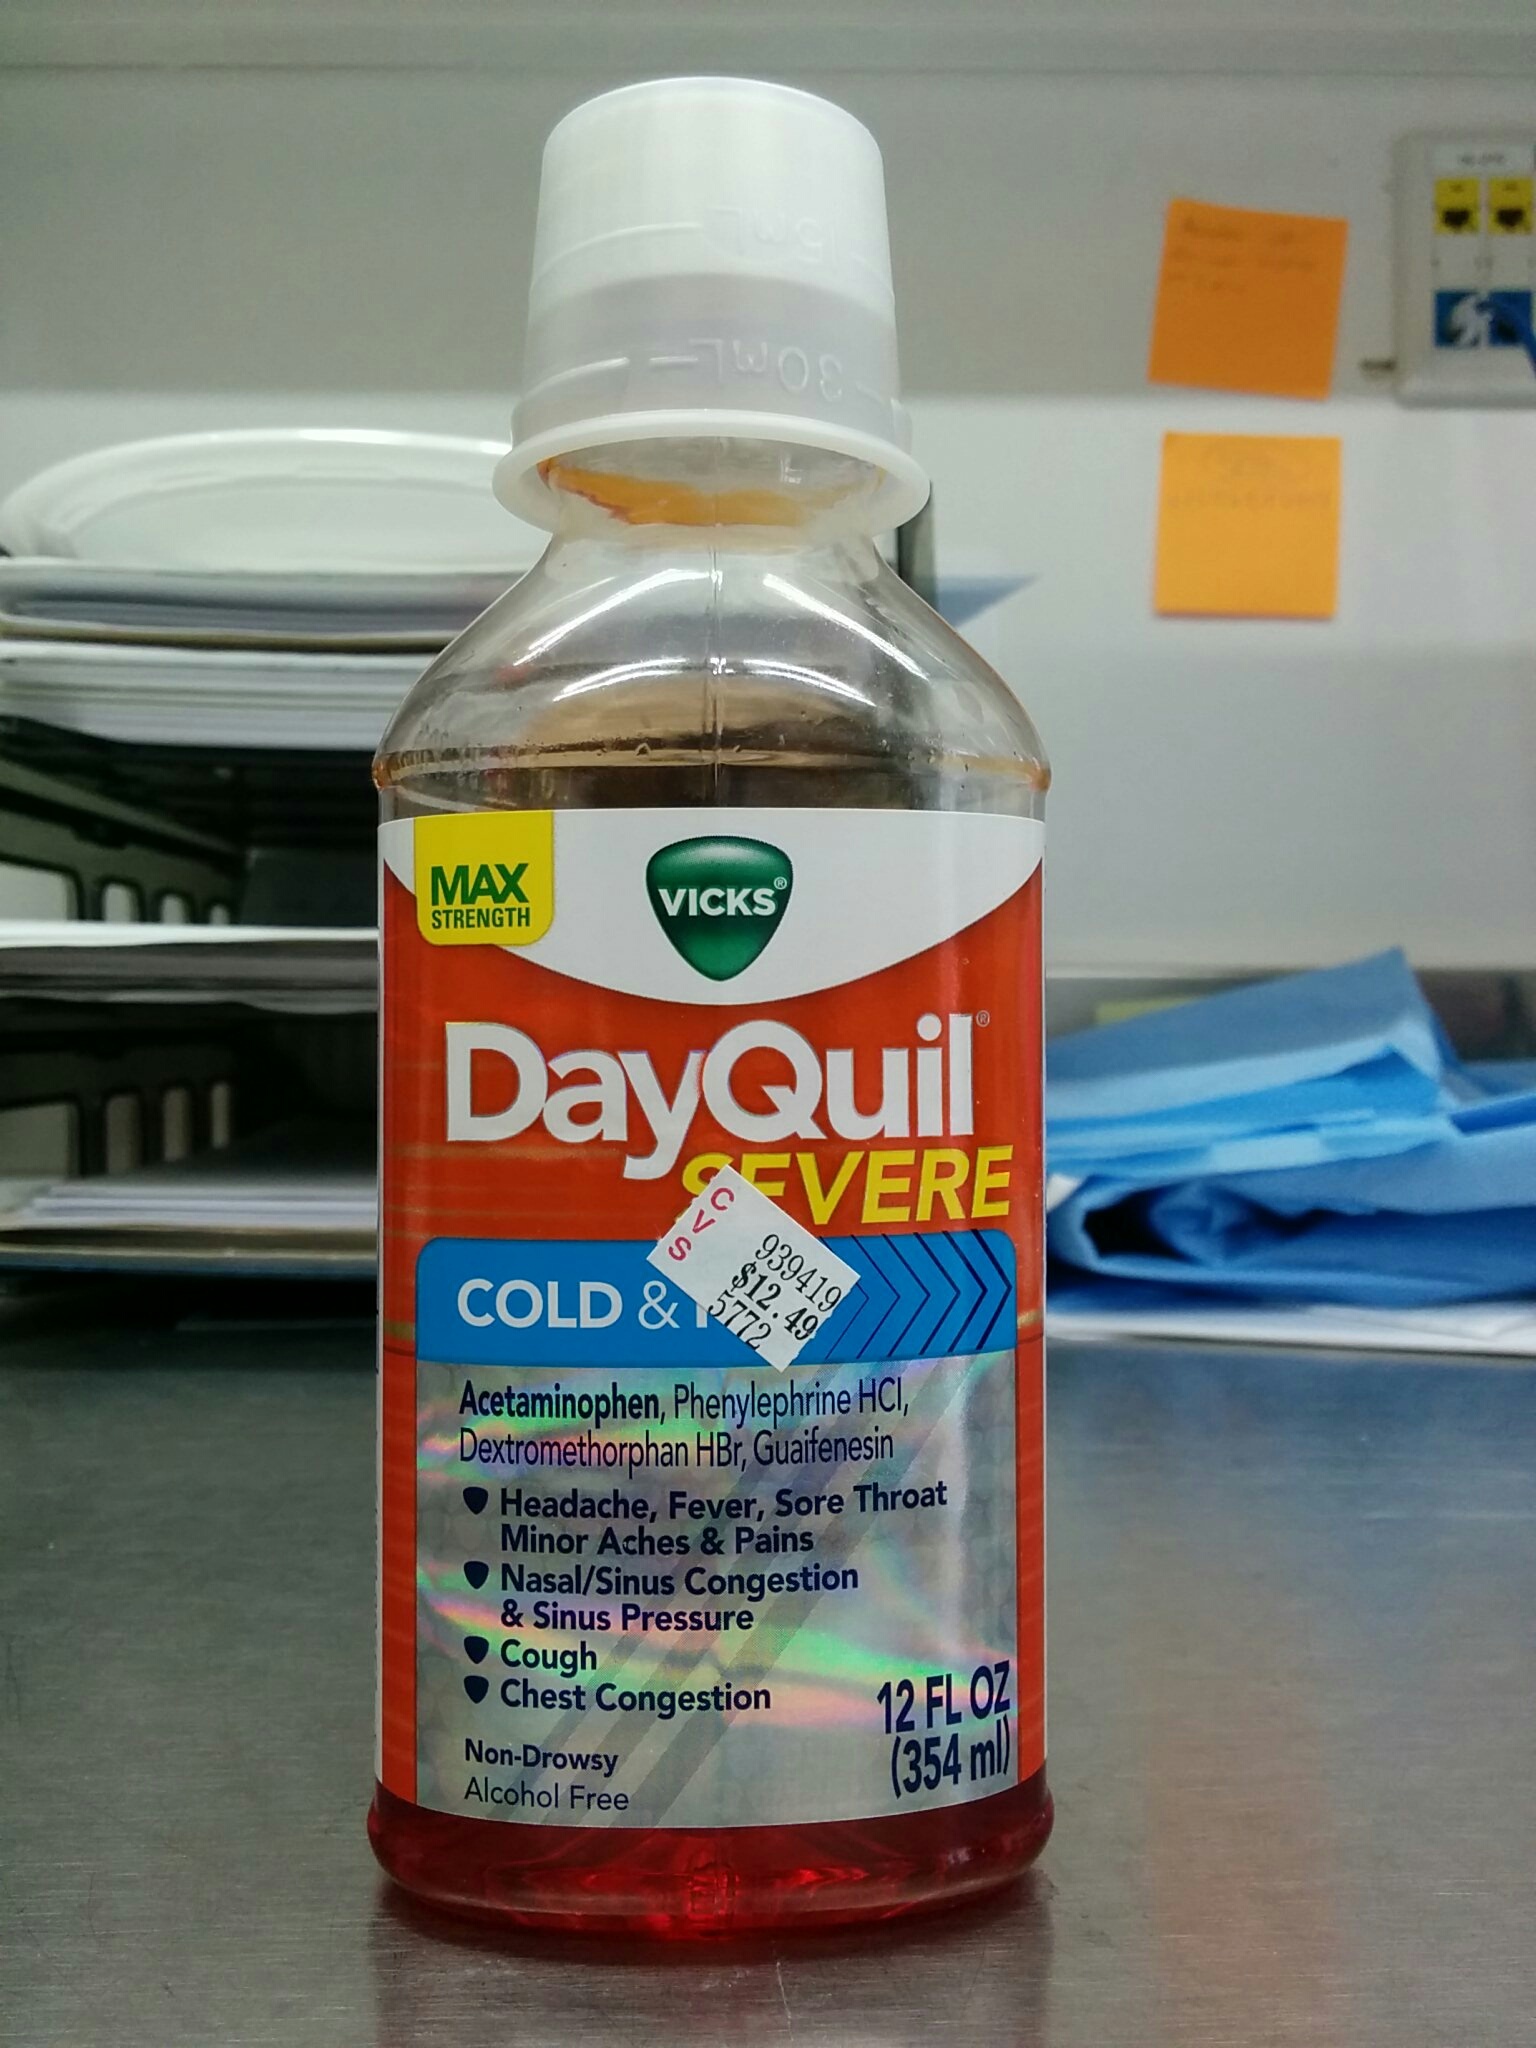 15mL
30mL
MAX
STRENGTH
VICKS®
DayQuil®
SEVERE
CVS
939419
$12.49
5772
COLD &
Acetaminophen, Phenylephrine HCl,
Dextromethorphan HBr, Guaifenesin
Headache, Fever, Sore Throat
Minor Aches & Pains
Nasal/Sinus Congestion
& Sinus Pressure
Cough
Chest Congestion
Non-Drowsy
Alcohol Free
12 FL OZ
(354 ml)